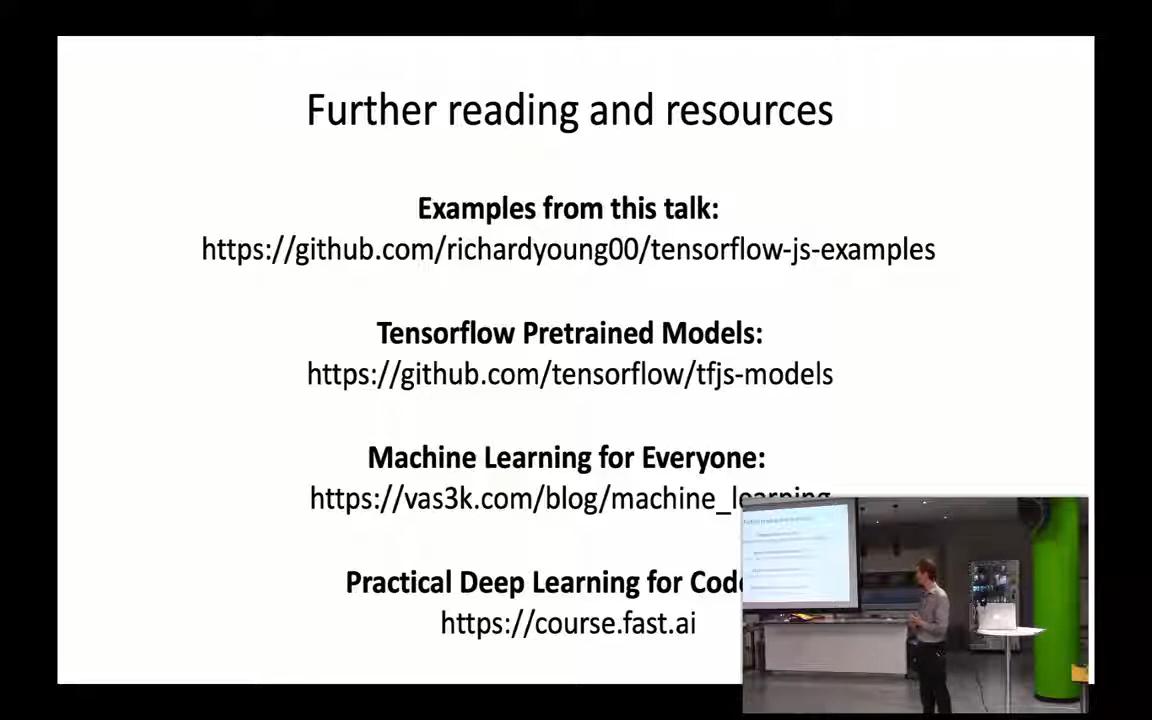 Further reading and resources
Examples from this talk:
https://github.com/richardyoung00/tensorflow-js-examples
Tensorflow Pretrained Models:
https://github.com/tensorflow/tfjs-models
Machine Learning for Everyone:
https://vas3k.com/blog/machine_learning
Practical Deep Learning for
https://course.fast.ai